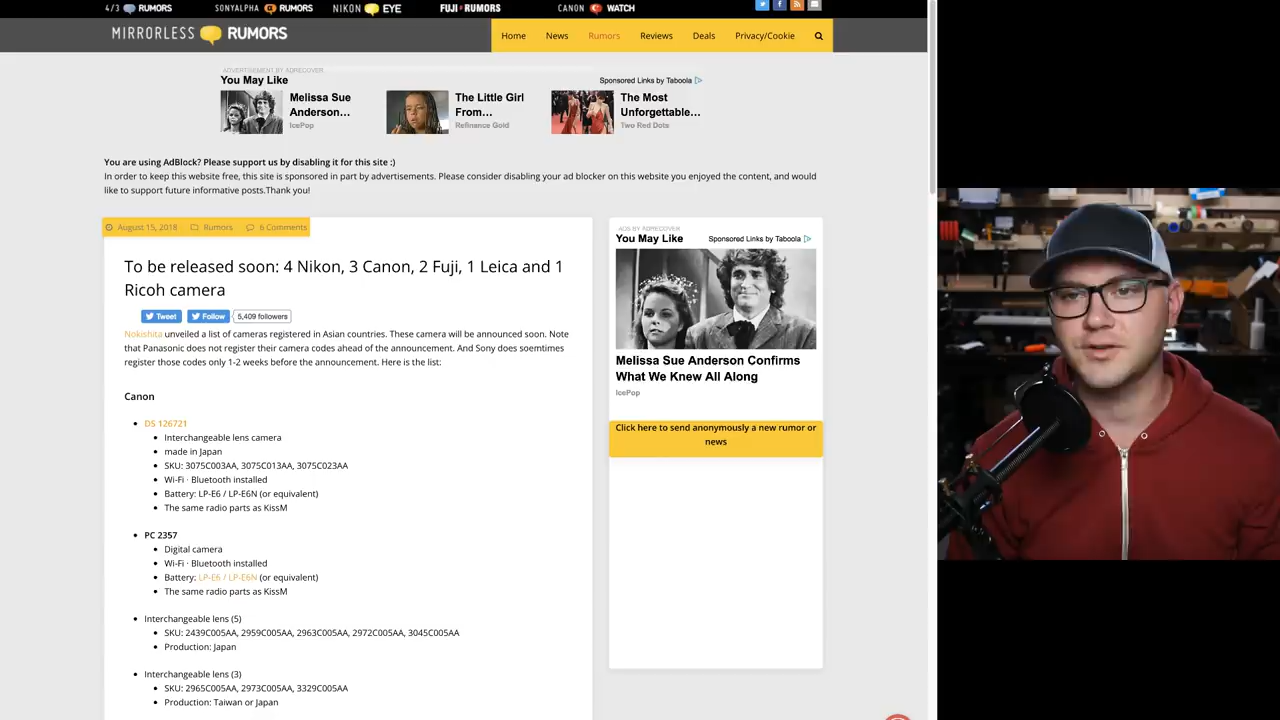 4/3 RUMORS
SONYALPHA RUMORS
NIKON EYE
FUJI RUMORS
CANON WATCH
MIRRORLESS RUMORS
Home
News
Rumors
Reviews
Deals
Privacy/Cookie
ADVERTISEMENT BY ADRECOVER
You May Like
Sponsored Links by Taboola
Melissa Sue
Anderson...
IcePop
The Little Girl
From...
Refinance Gold
The Most
Unforgettable...
Two Red Dots
You are using AdBlock? Please support us by disabling it for this site :)
In order to keep this website free, this site is sponsored in part by advertisements. Please consider disabling your ad blocker on this website you enjoyed the content, and would
like to support future informative posts.Thank you!
August 15, 2018
Rumors
6 Comments
To be released soon: 4 Nikon, 3 Canon, 2 Fuji, 1 Leica and 1
Ricoh camera
Tweet
Follow
5,409 followers
Nokishita unveiled a list of cameras registered in Asian countries. These camera will be announced soon. Note
that Panasonic does not register their camera codes ahead of the announcement. And Sony does soemtimes
register those codes only 1-2 weeks before the announcement. Here is the list:
Canon
DS 126721
Interchangeable lens camera
made in Japan
SKU: 3075C003AA, 3075C013AA, 3075C023AA
Wi-Fi · Bluetooth installed
Battery: LP-E6 / LP-E6N (or equivalent)
The same radio parts as KissM
PC 2357
Digital camera
Wi-Fi · Bluetooth installed
Battery: LP-E6 / LP-E6N (or equivalent)
The same radio parts as KissM
Interchangeable lens (5)
SKU: 2439C005AA, 2959C005AA, 2963C005AA, 2972C005AA, 3045C005AA
Production: Japan
Interchangeable lens (3)
SKU: 2965C005AA, 2973C005AA, 3329C005AA
Production: Taiwan or Japan
ADS BY ADRECOVER
You May Like
Sponsored Links by Taboola
Melissa Sue Anderson Confirms
What We Knew All Along
IcePop
Click here to send anonymously a new rumor or
news